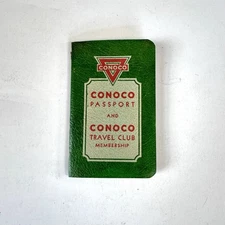 CONOCO
CONOCO
PASSPORT
AND
CONOCO
TRAVEL CLUB
MEMBERSHIP